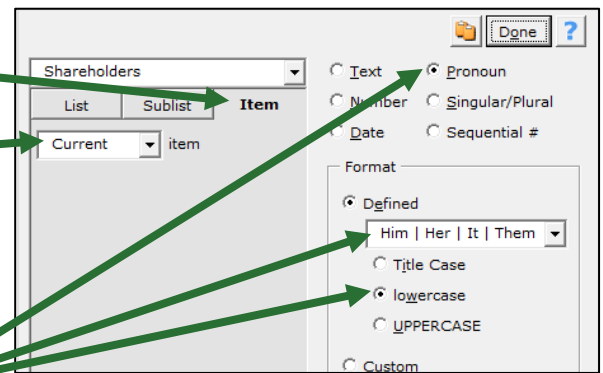 Done ?
Shareholders
List Sublist Item
Current item
Text Pronoun
Number Singular/Plural
Date Sequential #
Format
Defined
Him | Her | It | Them
Title Case
lowercase
UPPERCASE
Custom